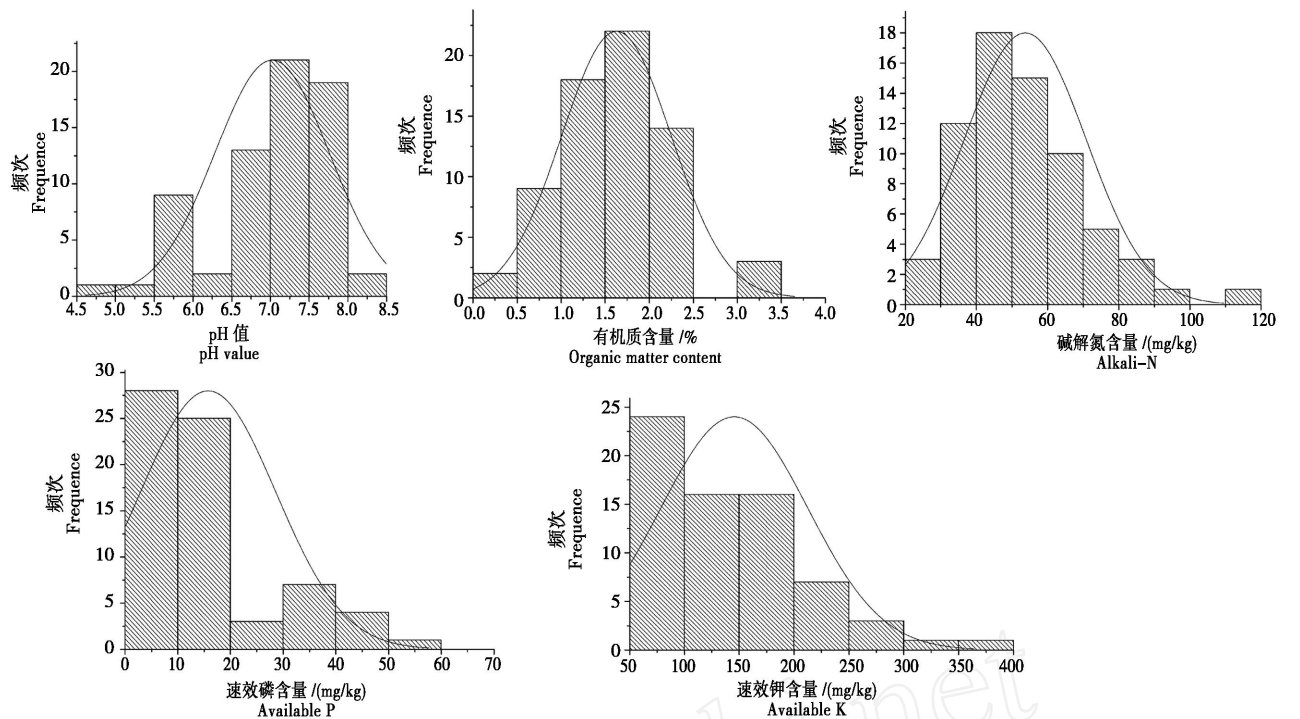 频次
Frequence
20
15
10
5
0
4.5 5.0 5.5 6.0 6.5 7.0 7.5 8.0 8.5
pH 值
pH value
频次
Frequence
20
15
10
5
0
0.0 0.5 1.0 1.5 2.0 2.5 3.0 3.5 4.0
有机质含量 /%
Organic matter content
频次
Frequence
18
16
14
12
10
8
6
4
2
0
20 40 60 80 100 120
碱解氮含量 /(mg/kg)
Alkali-N
频次
Frequence
30
25
20
15
10
5
0
0 10 20 30 40 50 60 70
速效磷含量 /(mg/kg)
Available P
频次
Frequence
25
20
15
10
5
0
50 100 150 200 250 300 350 400
速效钾含量 /(mg/kg)
Available K